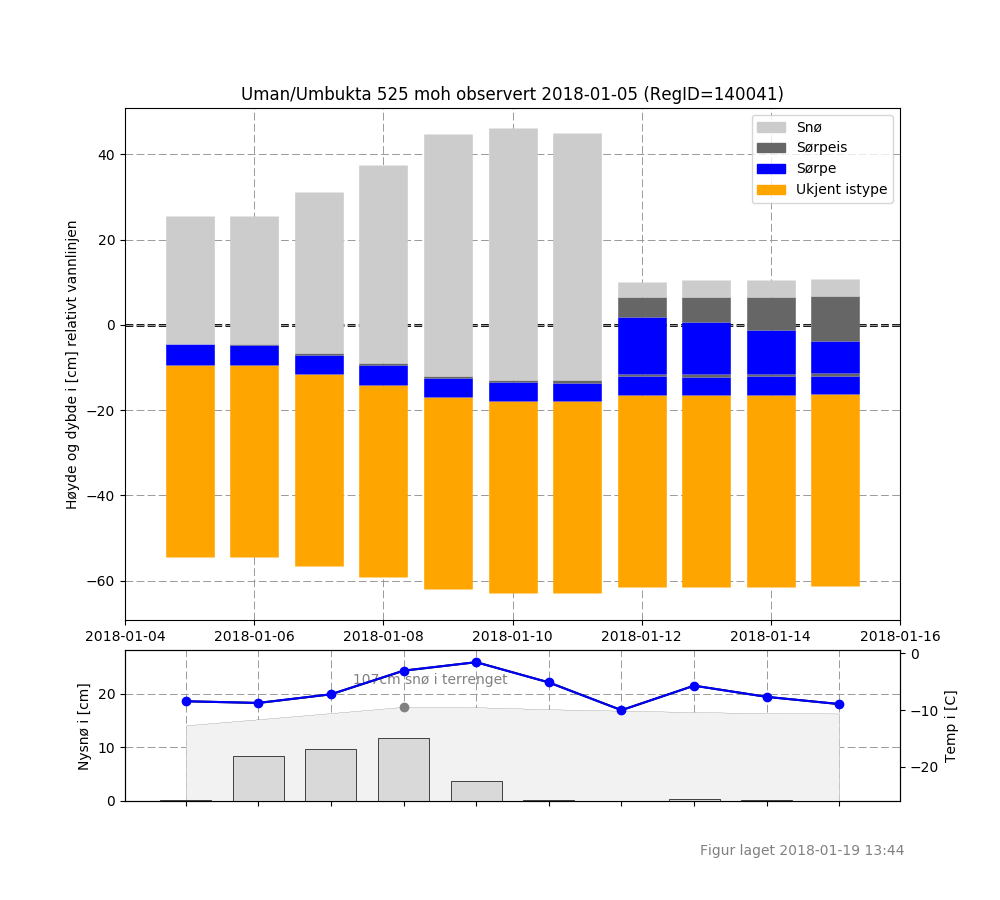 Uman/Umbukta 525 moh observert 2018-01-05 (RegID=140041)
Snø
Sørpeis
Sørpe
Ukjent istype
Høyde og dybde i [cm] relativt vannlinjen
40
20
0
−20
−40
−60
2018-01-04
2018-01-06
2018-01-08
2018-01-10
2018-01-12
2018-01-14
2018-01-16
107cm snø i terrenget
Nysnø i [cm]
20
10
0
Temp i [C]
0
−10
−20
Figur laget 2018-01-19 13:44